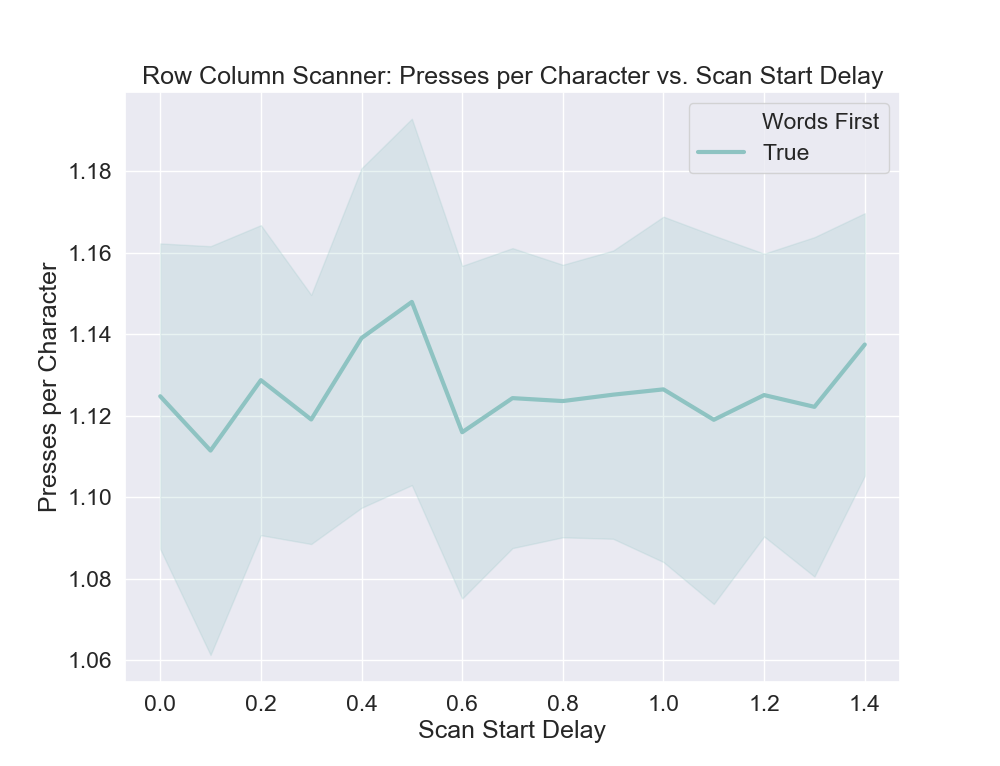 Row Column Scanner: Presses per Character vs. Scan Start Delay
Words First
True
Presses per Character
1.18
1.16
1.14
1.12
1.10
1.08
1.06
0.0 0.2 0.4 0.6 0.8 1.0 1.2 1.4
Scan Start Delay